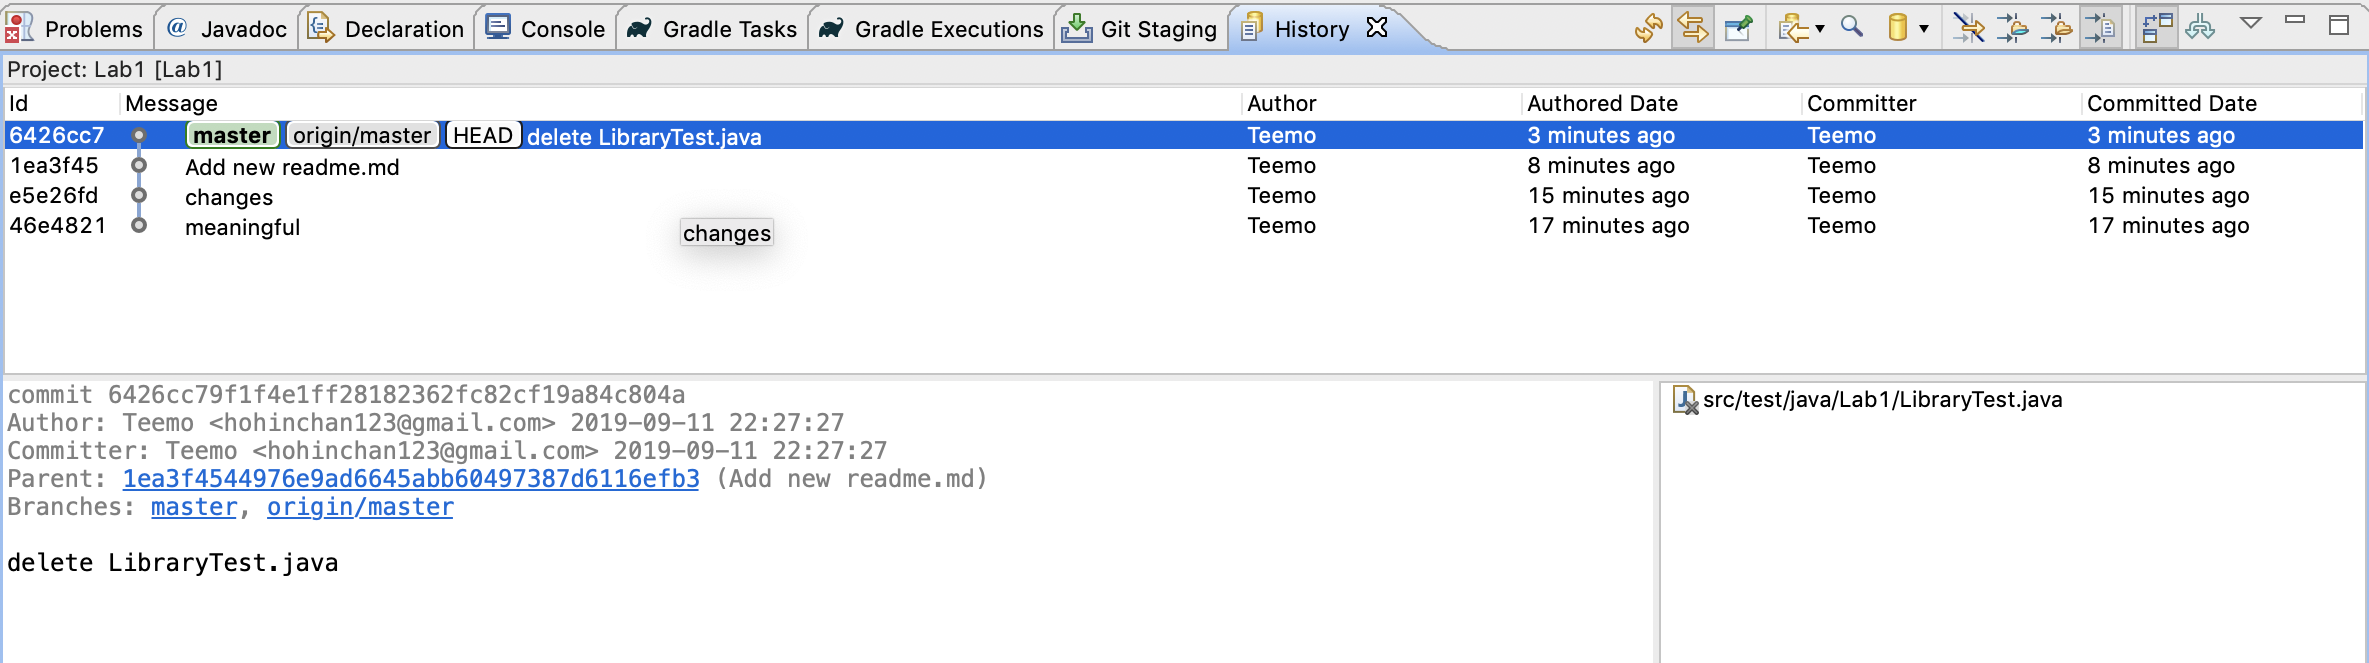 Problems @ Javadoc Declaration Console Gradle Tasks Gradle Executions Git Staging History
Project: Lab1 [Lab1]
Id Message Author Authored Date Committer Committed Date
6426cc7 master origin/master HEAD delete LibraryTest.java Teemo 3 minutes ago Teemo 3 minutes ago
1ea3f45 Add new readme.md Teemo 8 minutes ago Teemo 8 minutes ago
e5e26fd changes Teemo 15 minutes ago Teemo 15 minutes ago
46e4821 meaningful Teemo 17 minutes ago Teemo 17 minutes ago
changes
commit 6426cc79f1f4e1ff28182362fc82cf19a84c804a
Author: Teemo <hohinchan123@gmail.com> 2019-09-11 22:27:27
Committer: Teemo <hohinchan123@gmail.com> 2019-09-11 22:27:27
Parent: 1ea3f4544976e9ad6645abb60497387d6116efb3 (Add new readme.md)
Branches: master, origin/master
delete LibraryTest.java
src/test/java/Lab1/LibraryTest.java